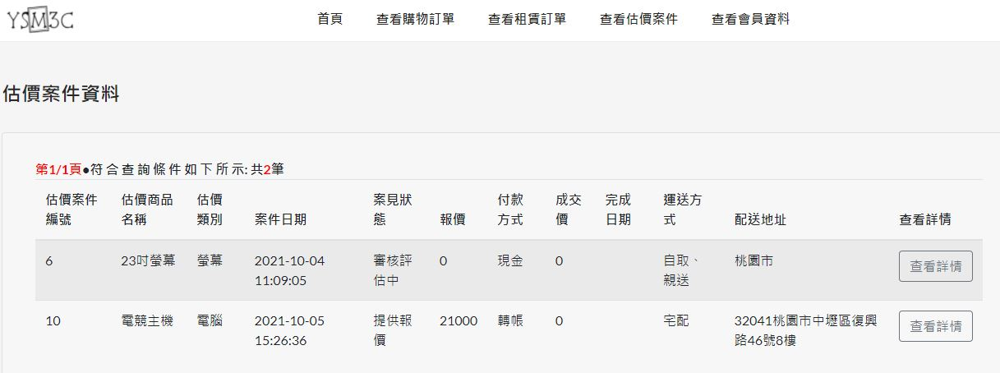 YSM3C
首頁 查看購物訂單 查看租賃訂單 查看估價案件 查看會員資料
估價案件資料
第1/1頁●符合查詢條件如下所示:共2筆
估價案件編號 估價商品名稱 估價類別 案件日期 案見狀態 報價 付款方式 成交價 完成日期 運送方式 配送地址 查看詳情
6 23吋螢幕 螢幕 2021-10-04 11:09:05 審核評估中 0 現金 0 自取、親送 桃園市 查看詳情
10 電競主機 電腦 2021-10-05 15:26:36 提供報價 21000 轉帳 0 宅配 32041桃園市中壢區復興路46號8樓 查看詳情